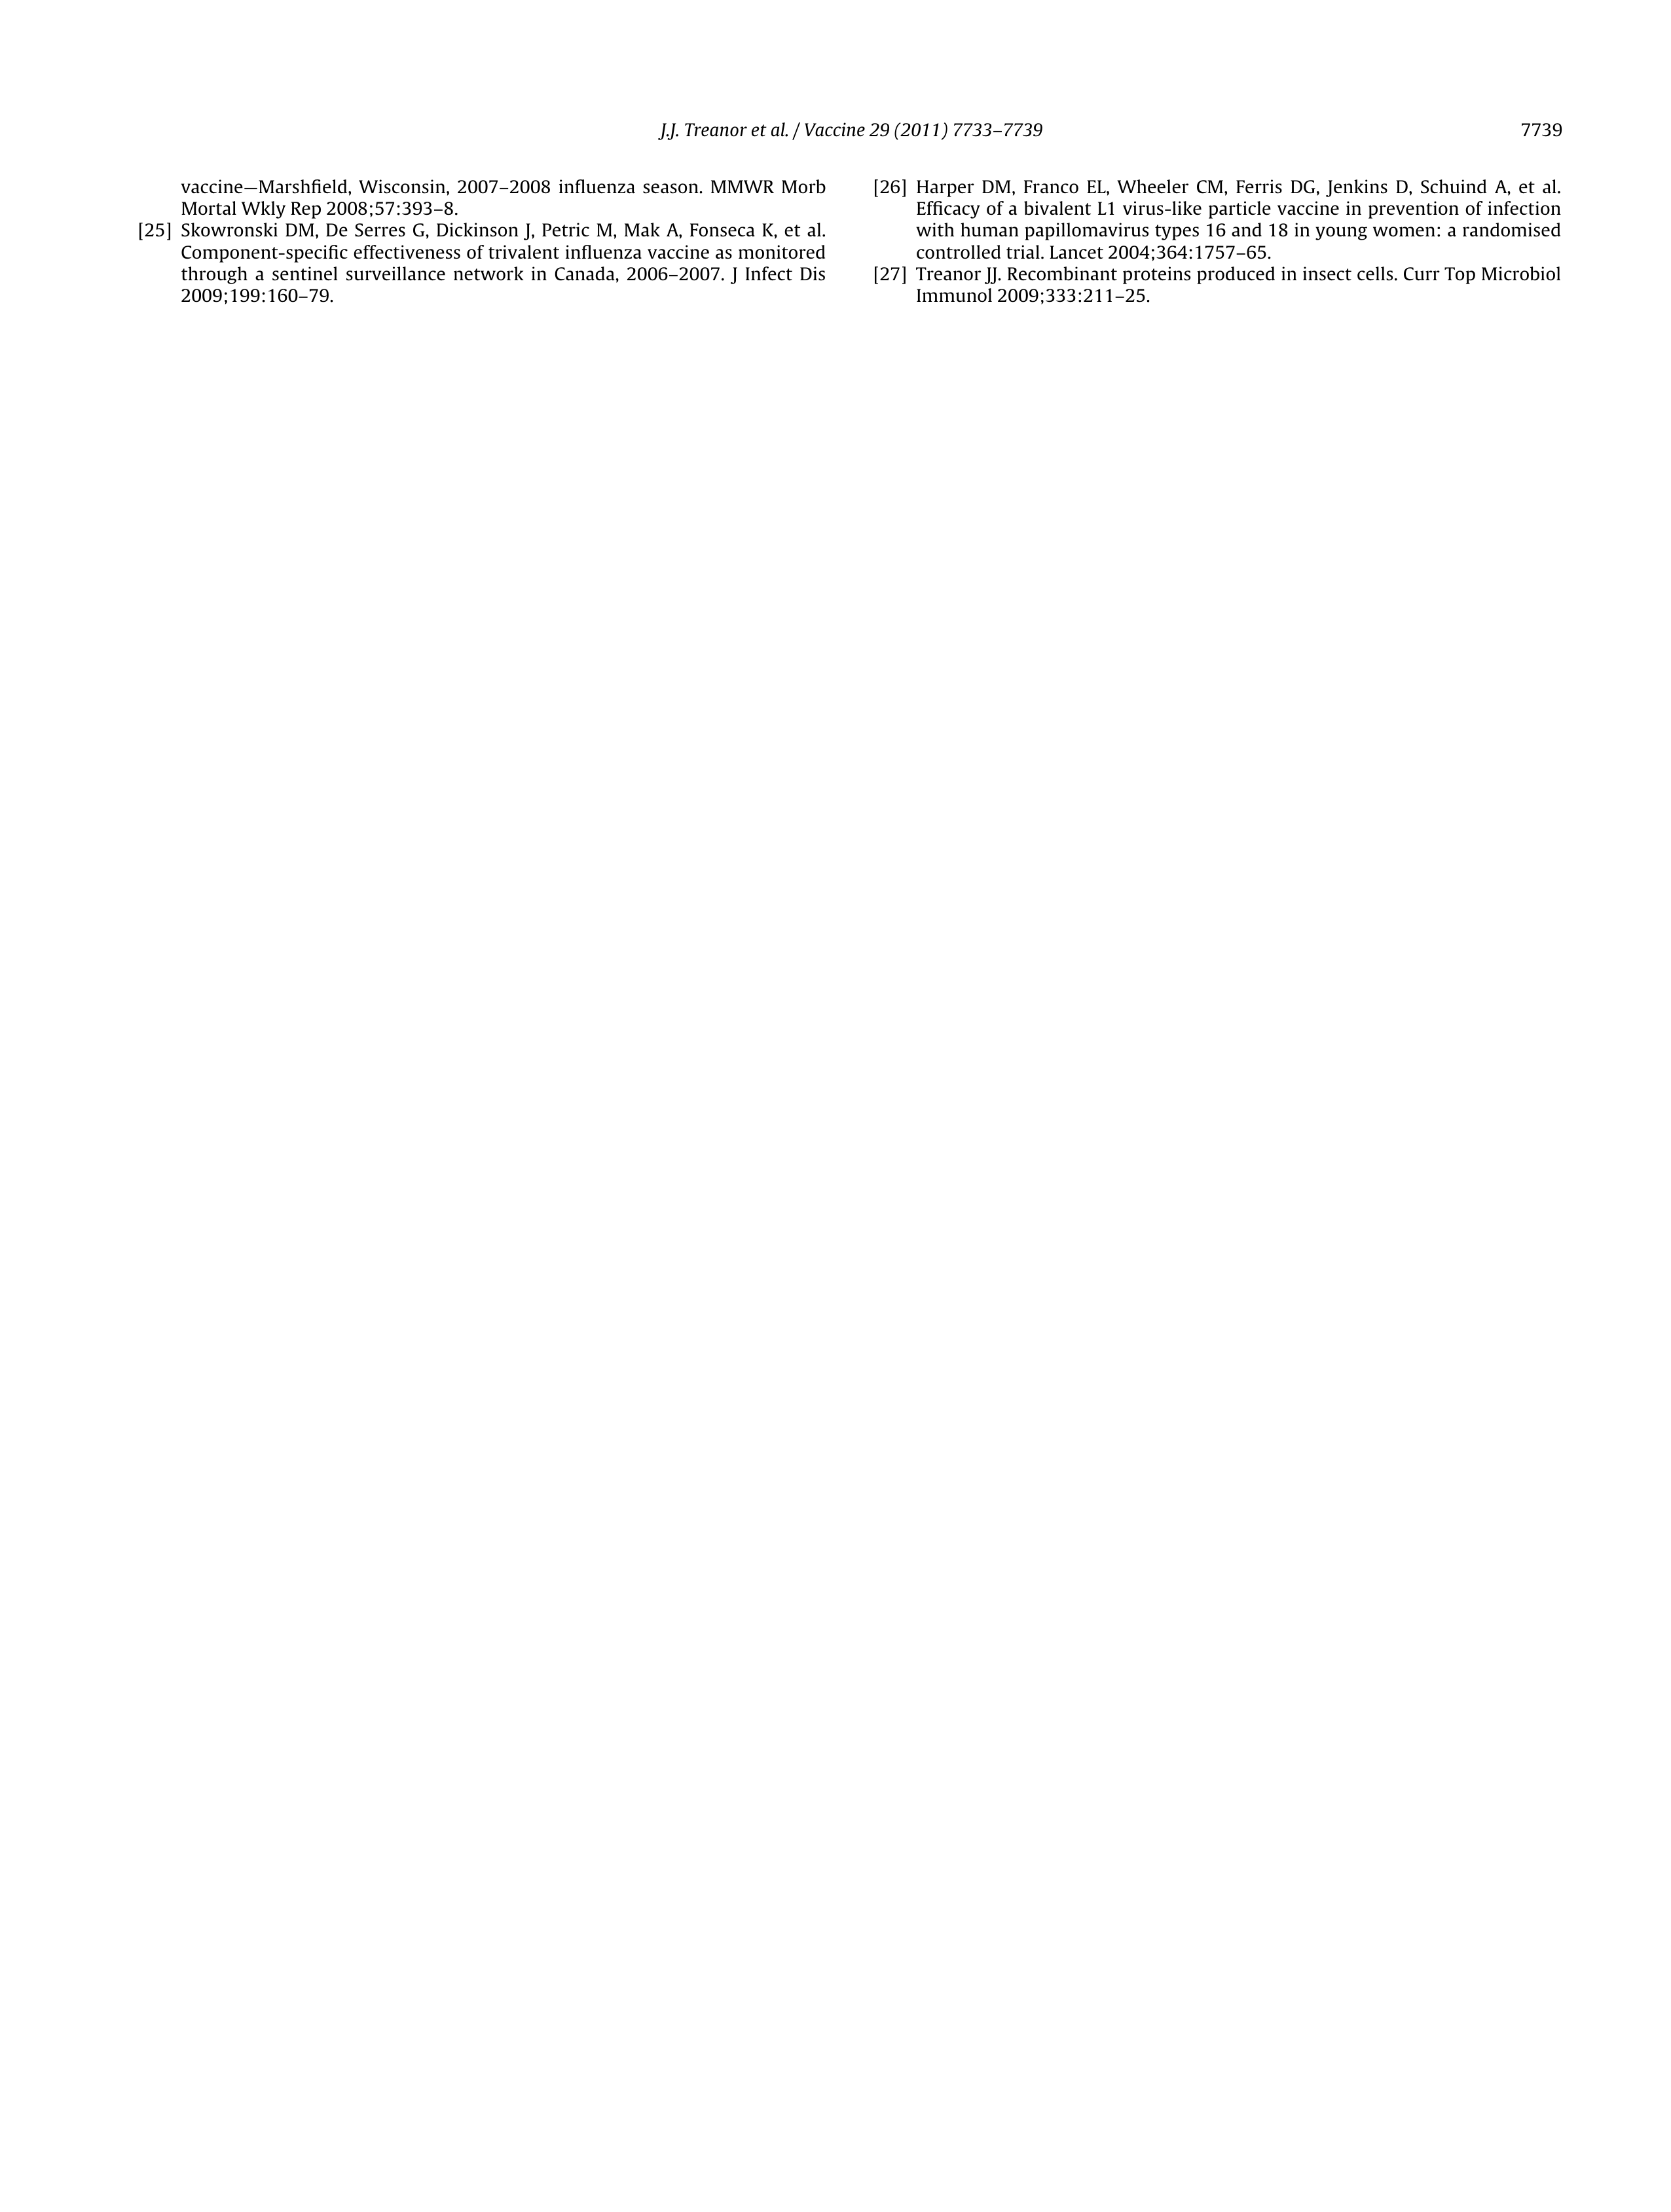 J.J. Treanor et al. / Vaccine 29 (2011) 7733–7739
7739
vaccine—Marshfield, Wisconsin, 2007–2008 influenza season. MMWR Morb
Mortal Wkly Rep 2008;57:393–8.
[25] Skowronski DM, De Serres G, Dickinson J, Petric M, Mak A, Fonseca K, et al.
Component-specific effectiveness of trivalent influenza vaccine as monitored
through a sentinel surveillance network in Canada, 2006–2007. J Infect Dis
2009;199:160–79.
[26] Harper DM, Franco EL, Wheeler CM, Ferris DG, Jenkins D, Schuind A, et al.
Efficacy of a bivalent L1 virus-like particle vaccine in prevention of infection
with human papillomavirus types 16 and 18 in young women: a randomised
controlled trial. Lancet 2004;364:1757–65.
[27] Treanor JJ. Recombinant proteins produced in insect cells. Curr Top Microbiol
Immunol 2009;333:211–25.